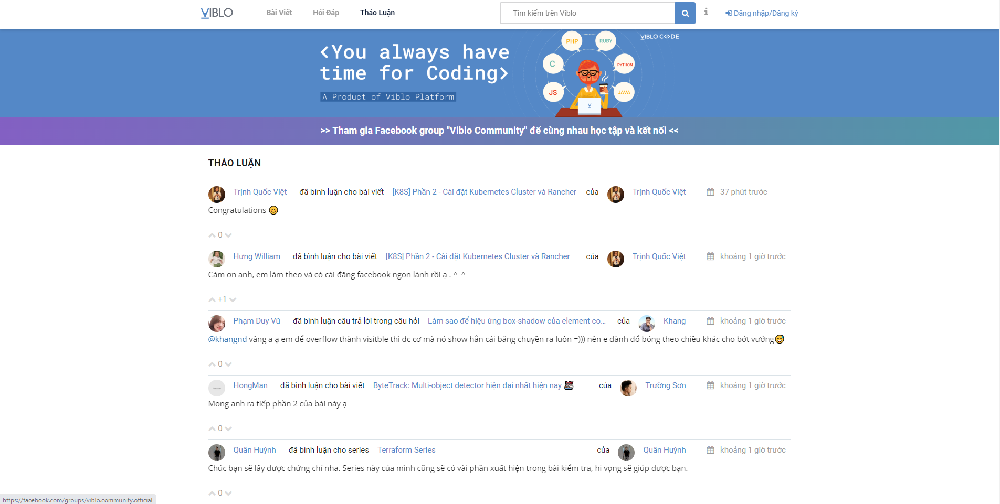 VIBLO Bài Viết Hỏi Đáp Thảo Luận Tìm kiếm trên Viblo Đăng nhập/Đăng ký
<You always have
time for Coding>
A Product of Viblo Platform
PHP RUBY
C PYTHON
JS JAVA
VIBLO C<>DE
>> Tham gia Facebook group "Viblo Community" để cùng nhau học tập và kết nối <<
THẢO LUẬN
Trịnh Quốc Việt đã bình luận cho bài viết [K8S] Phần 2 - Cài đặt Kubernetes Cluster và Rancher của Trịnh Quốc Việt 37 phút trước
Congratulations 😊
0
Hưng William đã bình luận cho bài viết [K8S] Phần 2 - Cài đặt Kubernetes Cluster và Rancher của Trịnh Quốc Việt khoảng 1 giờ trước
Cám ơn anh, em làm theo và có cái đăng facebook ngon lành rồi ạ . ^_^
+1
Phạm Duy Vũ đã bình luận câu trả lời trong câu hỏi Làm sao để hiệu ứng box-shadow của element co... của Khang khoảng 1 giờ trước
@khangnd vâng a ạ em để overflow thành visitble thì dc cơ mà nó show hẳn cái băng chuyền ra luôn =))) nên e đành đổ bóng theo chiều khác cho bớt vướng😅
0
HongMan đã bình luận cho bài viết ByteTrack: Multi-object detector hiện đại nhất hiện nay của Trường Sơn khoảng 1 giờ trước
Mong anh ra tiếp phần 2 của bài này ạ
0
Quân Huỳnh đã bình luận cho series Terraform Series của Quân Huỳnh khoảng 1 giờ trước
Chúc bạn sẽ lấy được chứng chỉ nha. Series này của mình cũng sẽ có vài phần xuất hiện trong bài kiểm tra, hi vọng sẽ giúp được bạn.
0
https://facebook.com/groups/viblo.community.official